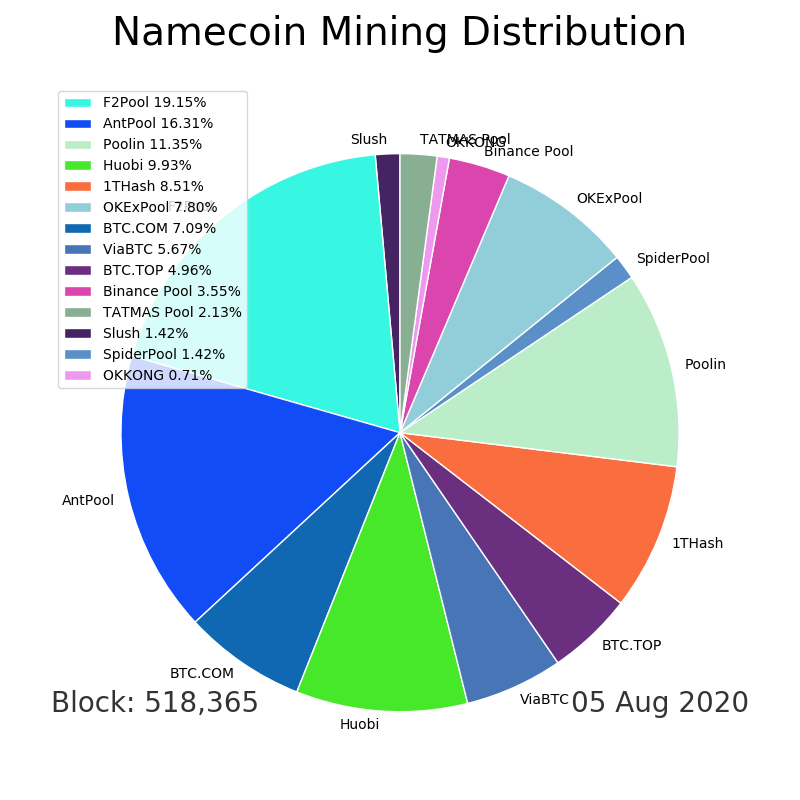 Namecoin Mining Distribution
F2Pool 19.15%
AntPool 16.31%
Poolin 11.35%
Huobi 9.93%
1THash 8.51%
OKExPool 7.80%
BTC.COM 7.09%
ViaBTC 5.67%
BTC.TOP 4.96%
Binance Pool 3.55%
TATMAS Pool 2.13%
Slush 1.42%
SpiderPool 1.42%
OKKONG 0.71%
Slush
TATMAS Pool
OKKONG
Binance Pool
OKExPool
SpiderPool
Poolin
AntPool
1THash
BTC.TOP
BTC.COM
ViaBTC
Huobi
Block: 518,365
05 Aug 2020